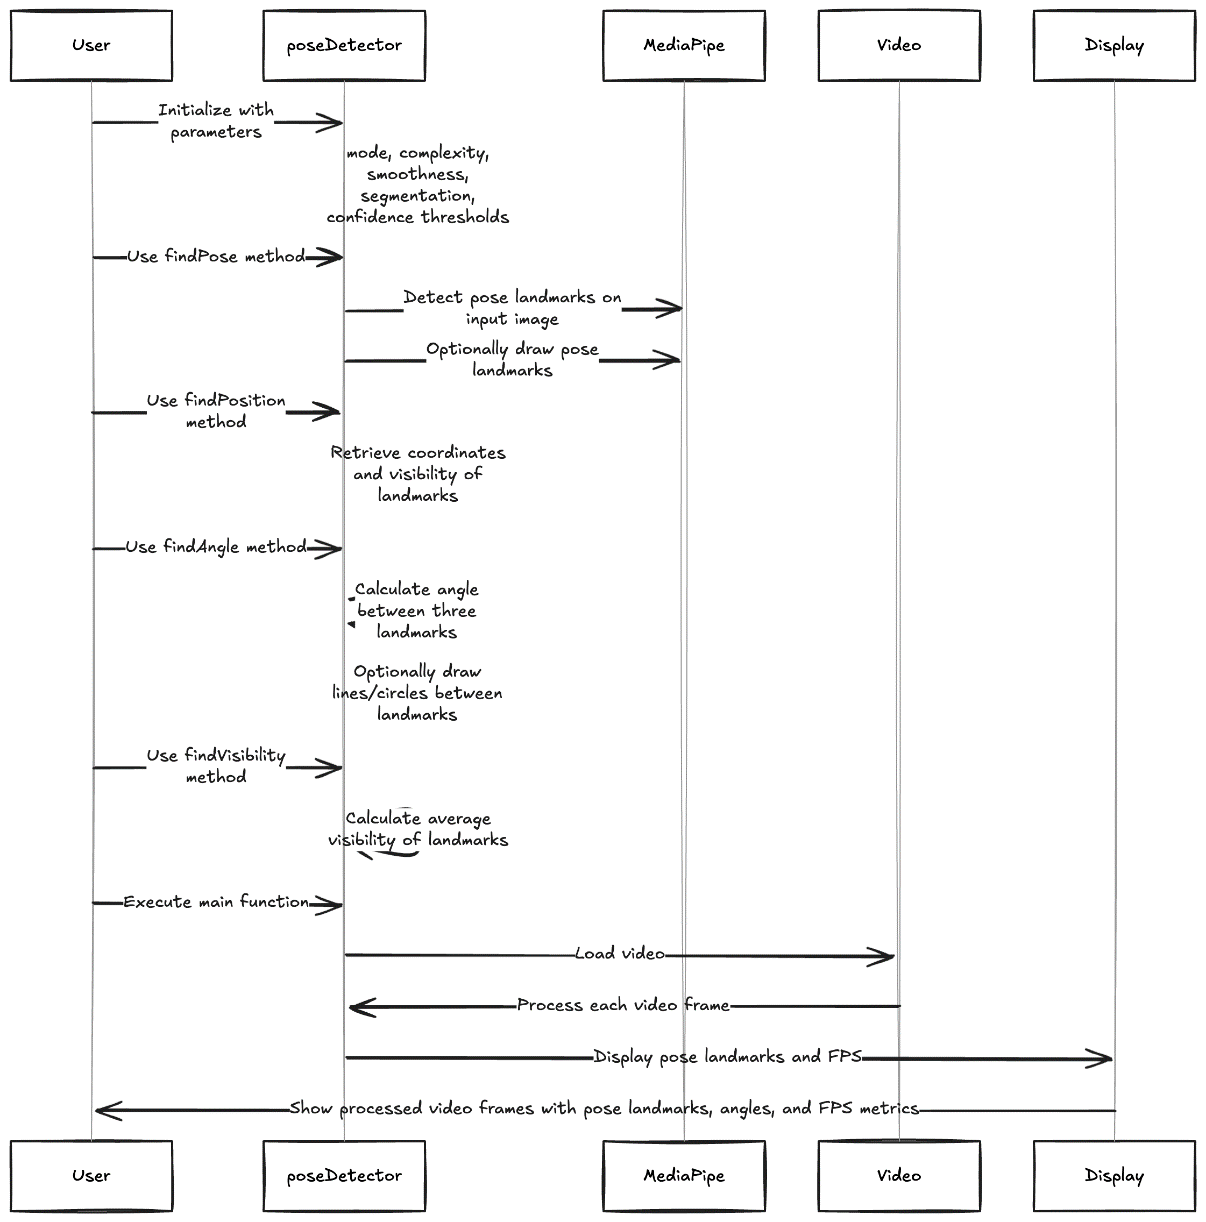 User
poseDetector
MediaPipe
Video
Display
Initialize with
parameters
mode, complexity,
smoothness,
segmentation,
confidence thresholds
Use findPose method
Detect pose landmarks on
input image
Optionally draw pose
landmarks
Use findPosition
method
Retrieve coordinates
and visibility of
landmarks
Use findAngle method
Calculate angle
between three
landmarks
Optionally draw
lines/circles between
landmarks
Use findVisibility
method
Calculate average
visibility of landmarks
Execute main function
Load video
Process each video frame
Display pose landmarks and FPS
Show processed video frames with pose landmarks, angles, and FPS metrics
User
poseDetector
MediaPipe
Video
Display